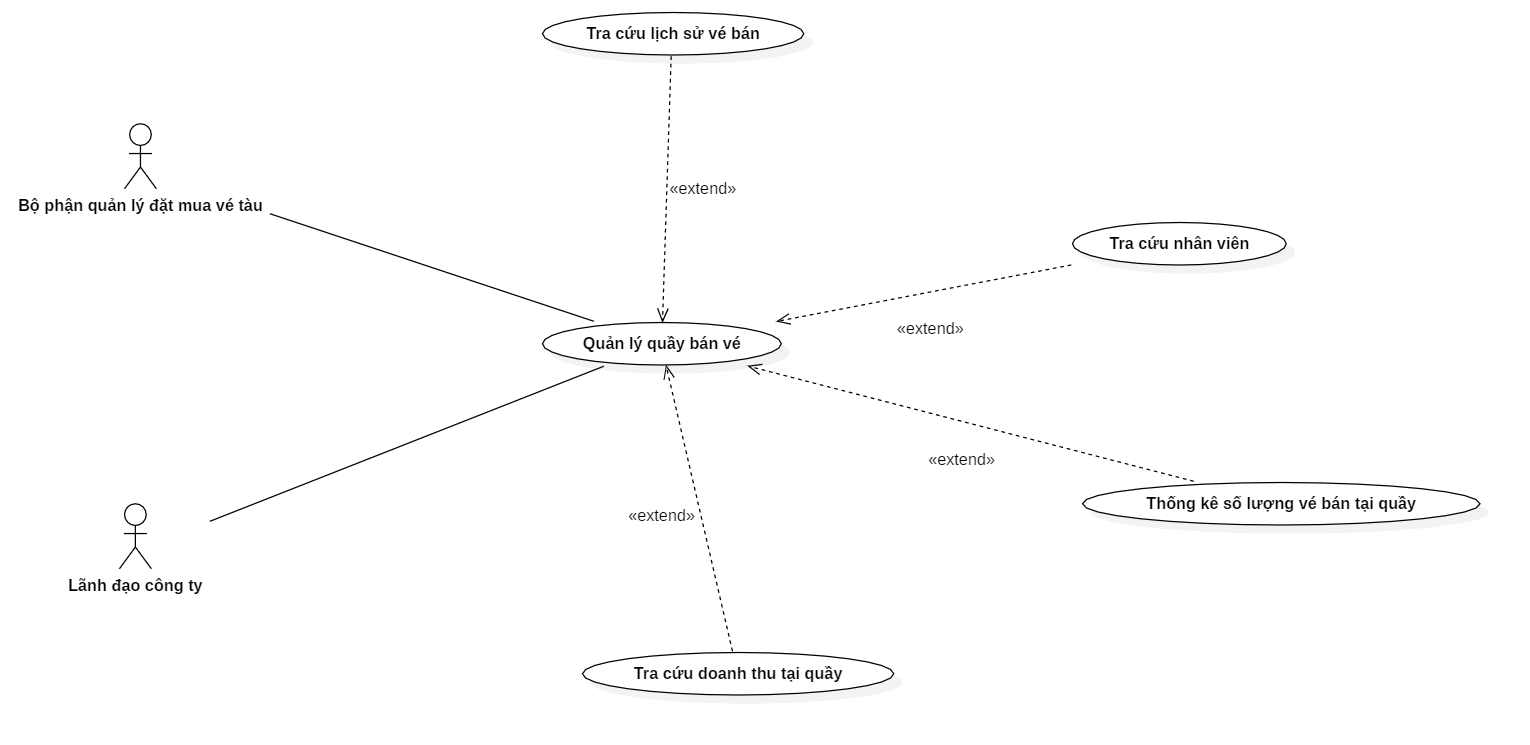 Tra cứu lịch sử vé bán
Bộ phận quản lý đặt mua vé tàu
«extend»
Tra cứu nhân viên
«extend»
Quản lý quầy bán vé
«extend»
Thống kê số lượng vé bán tại quầy
«extend»
Lãnh đạo công ty
Tra cứu doanh thu tại quầy